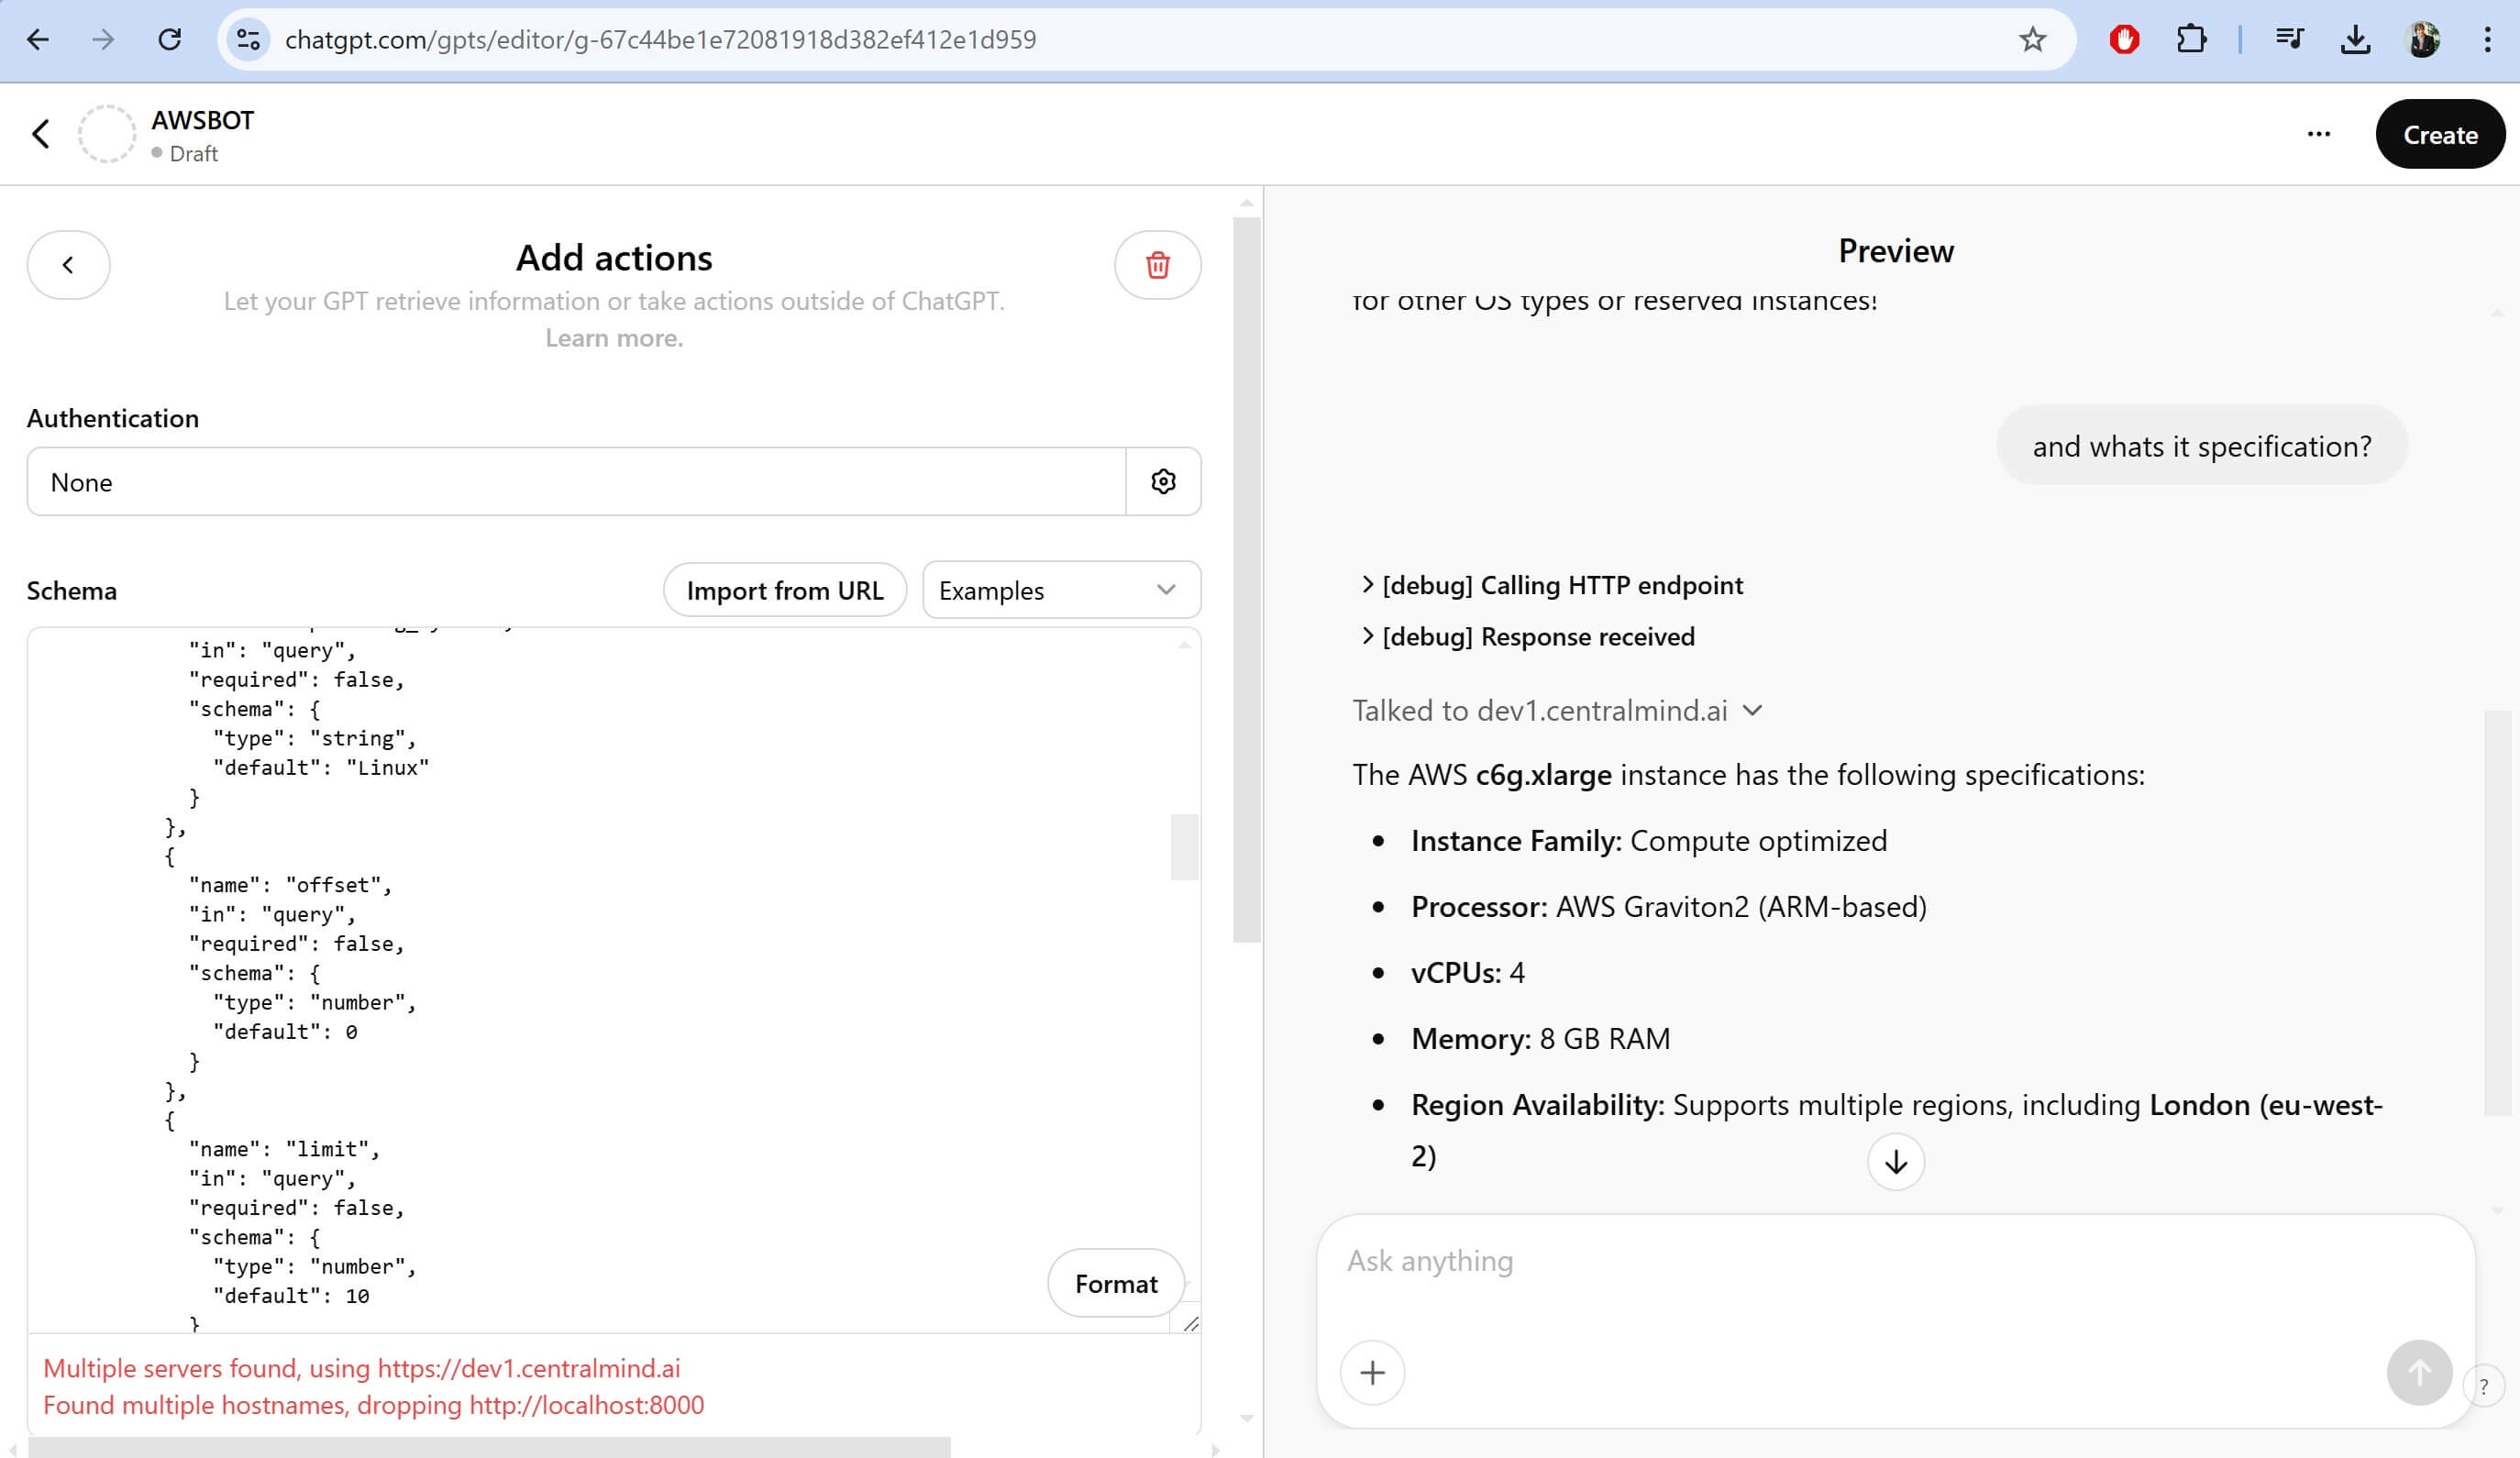 chatgpt.com/gpts/editor/g-67c44be1e72081918d382ef412e1d959
AWSBOT
Draft
Create
Add actions
Let your GPT retrieve information or take actions outside of ChatGPT.
Learn more.
Authentication
None
Schema
Import from URL
Examples
"in": "query",
"required": false,
"schema": {
"type": "string",
"default": "Linux"
}
},
{
"name": "offset",
"in": "query",
"required": false,
"schema": {
"type": "number",
"default": 0
}
},
{
"name": "limit",
"in": "query",
"required": false,
"schema": {
"type": "number",
"default": 10
}
Format
Multiple servers found, using https://dev1.centralmind.ai
Found multiple hostnames, dropping http://localhost:8000
Preview
for other OS types or reserved instances!
and whats it specification?
[debug] Calling HTTP endpoint
[debug] Response received
Talked to dev1.centralmind.ai
The AWS c6g.xlarge instance has the following specifications:
• Instance Family: Compute optimized
• Processor: AWS Graviton2 (ARM-based)
• vCPUs: 4
• Memory: 8 GB RAM
• Region Availability: Supports multiple regions, including London (eu-west-
2)
Ask anything
?